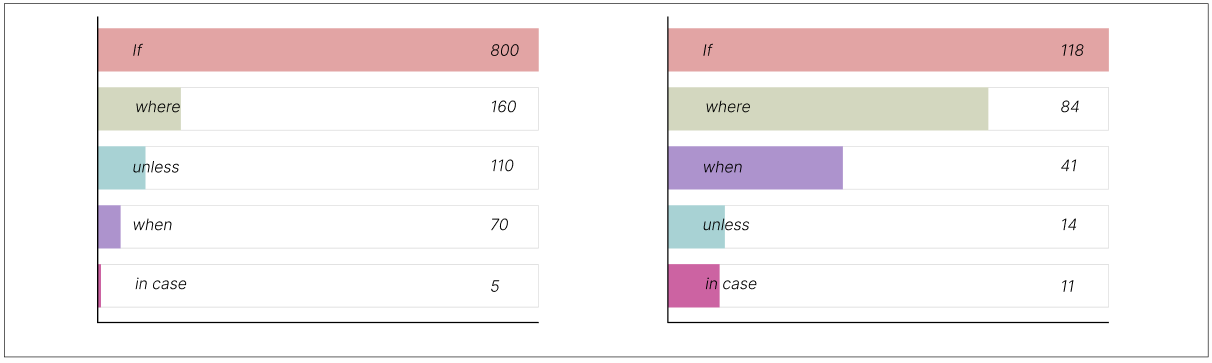 If 800
where 160
unless 110
when 70
in case 5
If 118
where 84
when 41
unless 14
in case 11